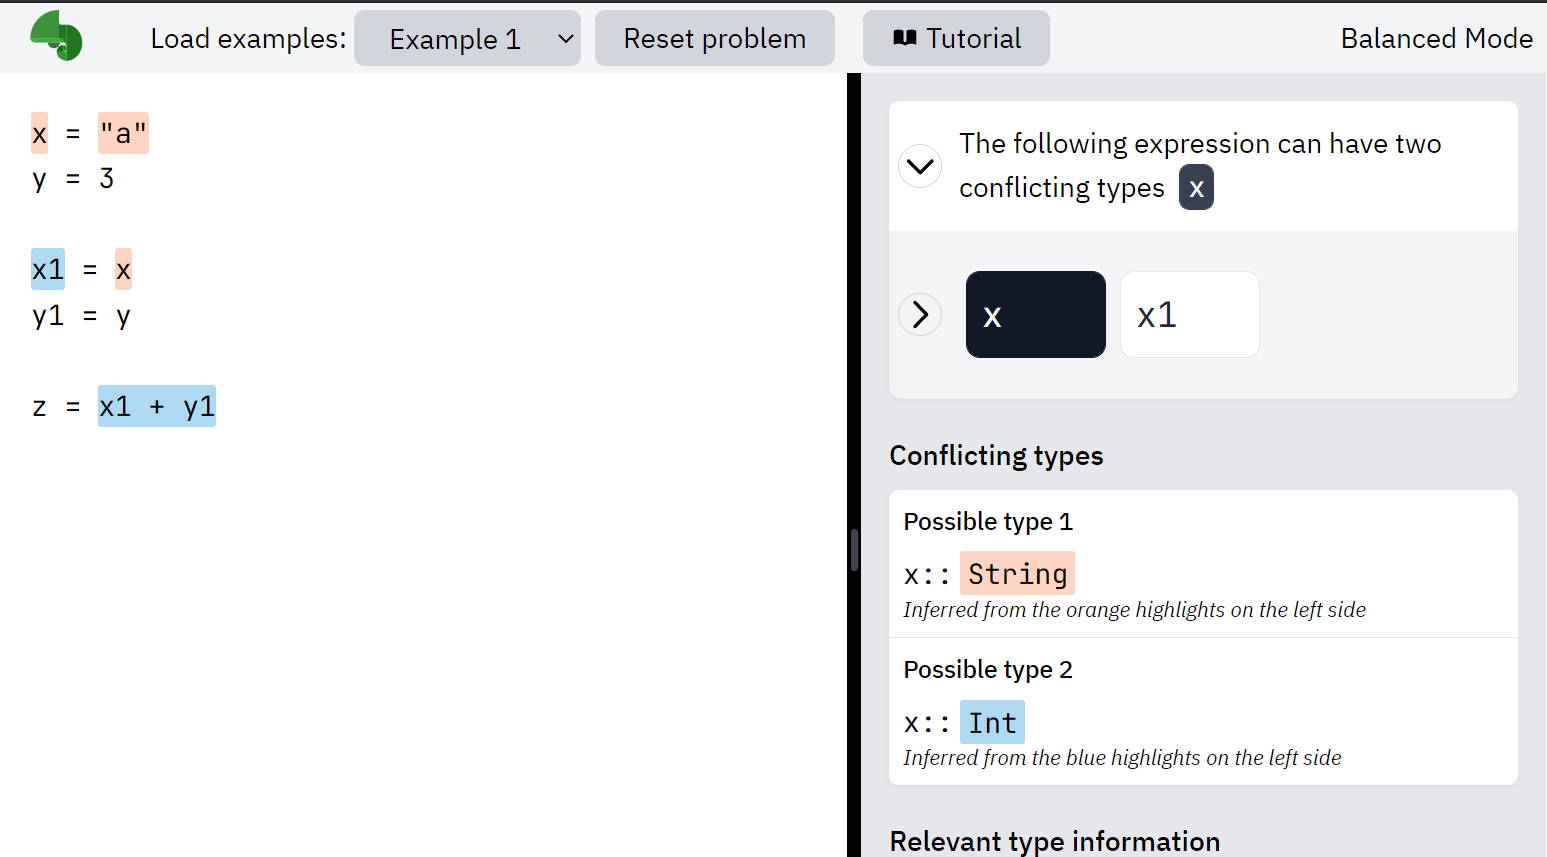 Load examples: Example 1 Reset problem Tutorial Balanced Mode
x = "a"
y = 3
x1 = x
y1 = y
z = x1 + y1
The following expression can have two
conflicting types x
x x1
Conflicting types
Possible type 1
x:: String
Inferred from the orange highlights on the left side
Possible type 2
x:: Int
Inferred from the blue highlights on the left side
Relevant type information